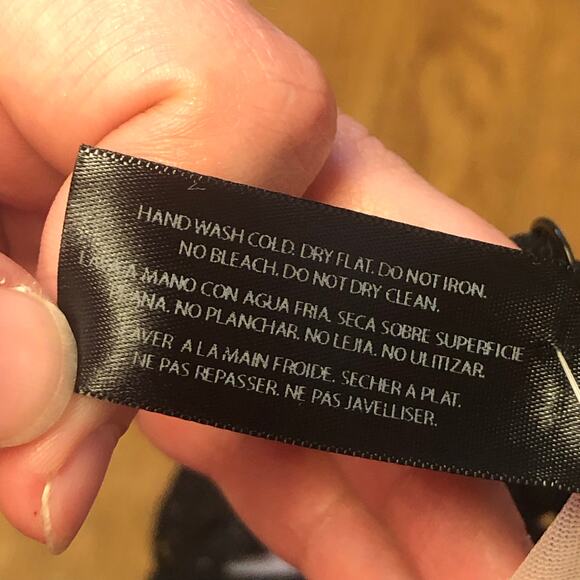 HAND WASH COLD. DRY FLAT. DO NOT IRON.
NO BLEACH. DO NOT DRY CLEAN.
A MANO CON AGUA FRIA. SECA SOBRE SUPERFICIE
NO PLANCHAR. NO LEJIA. NO ULITIZAR.
A LA MAIN FROIDE. SECHER A PLAT.
NE PAS REPASSER. NE PAS JAVELLISER.